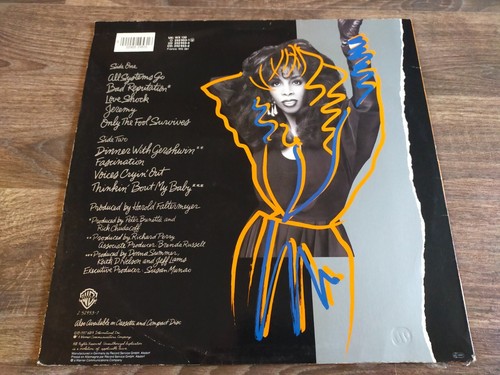 Side One
All Systems Go
Bad Reputation*
Love Shock
Jeremy
Only The Fool Survives
Side Two
Dinner With Gershwin**
Fascination
Voices Cryin' Out
Thinkin' Bout My Baby***
Produced by Harold Faltermeyer
*Produced by Peter Bunetta and
Rick Chudacoff
**Produced by Richard Perry
Associate Producer Brenda Russell
***Produced by Donna Summer,
Keith D Nelson and Jeff Lams
Executive Producer Susan Munao
Also Available on Cassette and Compact Disc